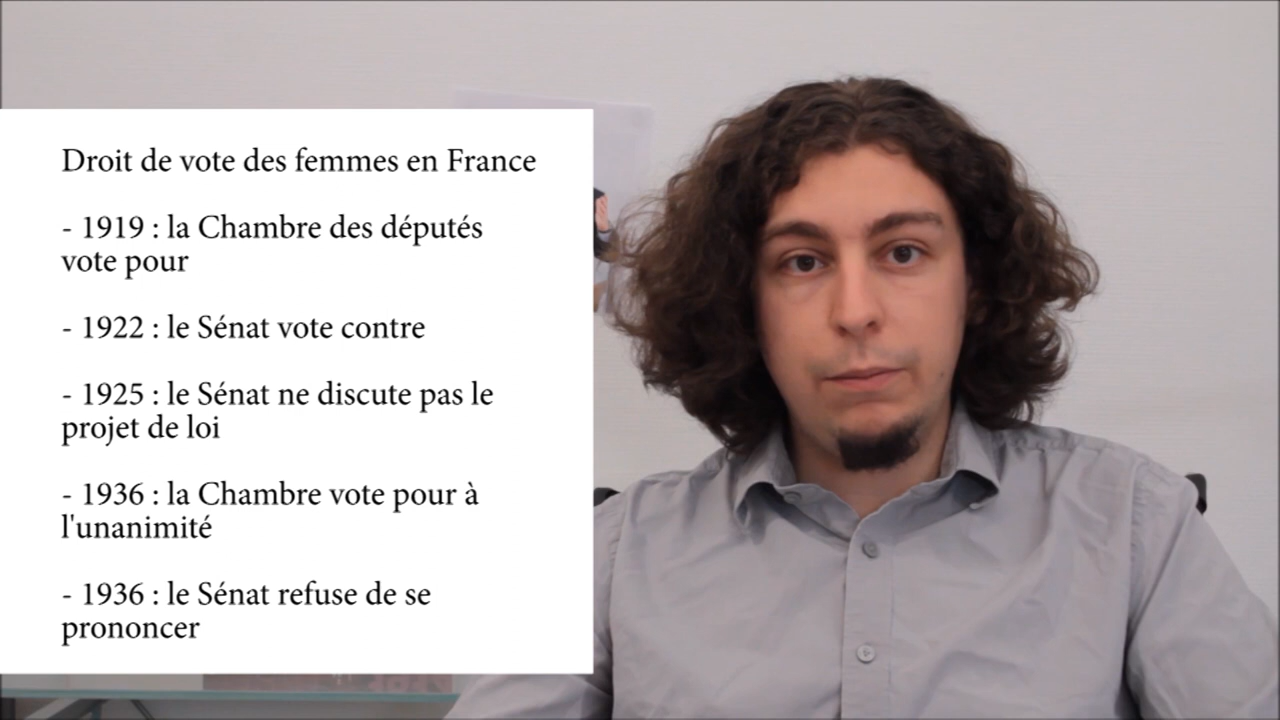 Droit de vote des femmes en France
- 1919 : la Chambre des députés
vote pour
- 1922 : le Sénat vote contre
- 1925 : le Sénat ne discute pas le
projet de loi
- 1936 : la Chambre vote pour à
l'unanimité
- 1936 : le Sénat refuse de se
prononcer